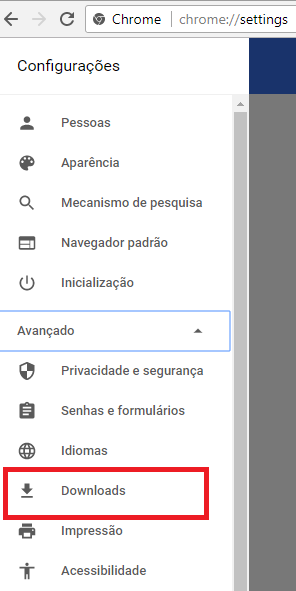 Chrome
chrome://settings
Configurações
Pessoas
Aparência
Mecanismo de pesquisa
Navegador padrão
Inicialização
Avançado
Privacidade e segurança
Senhas e formulários
Idiomas
Downloads
Impressão
Acessibilidade